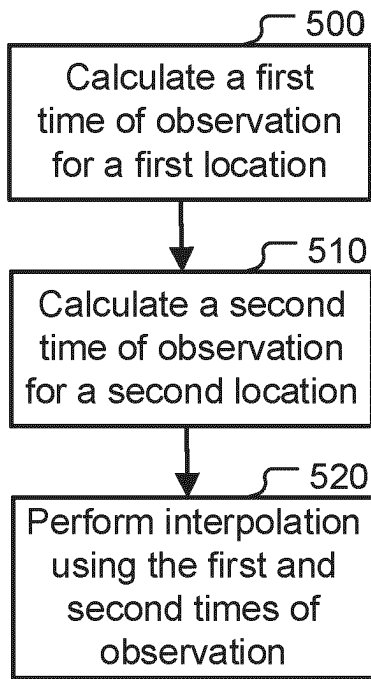 500
Calculate a first
time of observation
for a first location
510
Calculate a second
time of observation
for a second location
520
Perform interpolation
using the first and
second times of
observation